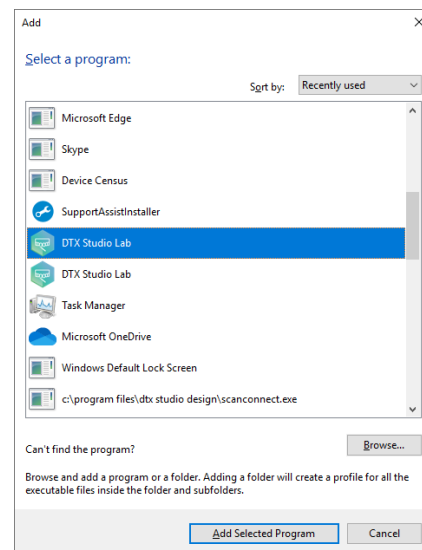 Add
Select a program:
Sort by: Recently used
Microsoft Edge
Skype
Device Census
SupportAssistInstaller
DTX Studio Lab
DTX Studio Lab
Task Manager
Microsoft OneDrive
Windows Default Lock Screen
c:\program files\dtx studio design\scanconnect.exe
Can't find the program?
Browse...
Browse and add a program or a folder. Adding a folder will create a profile for all the
executable files inside the folder and subfolders.
Add Selected Program
Cancel